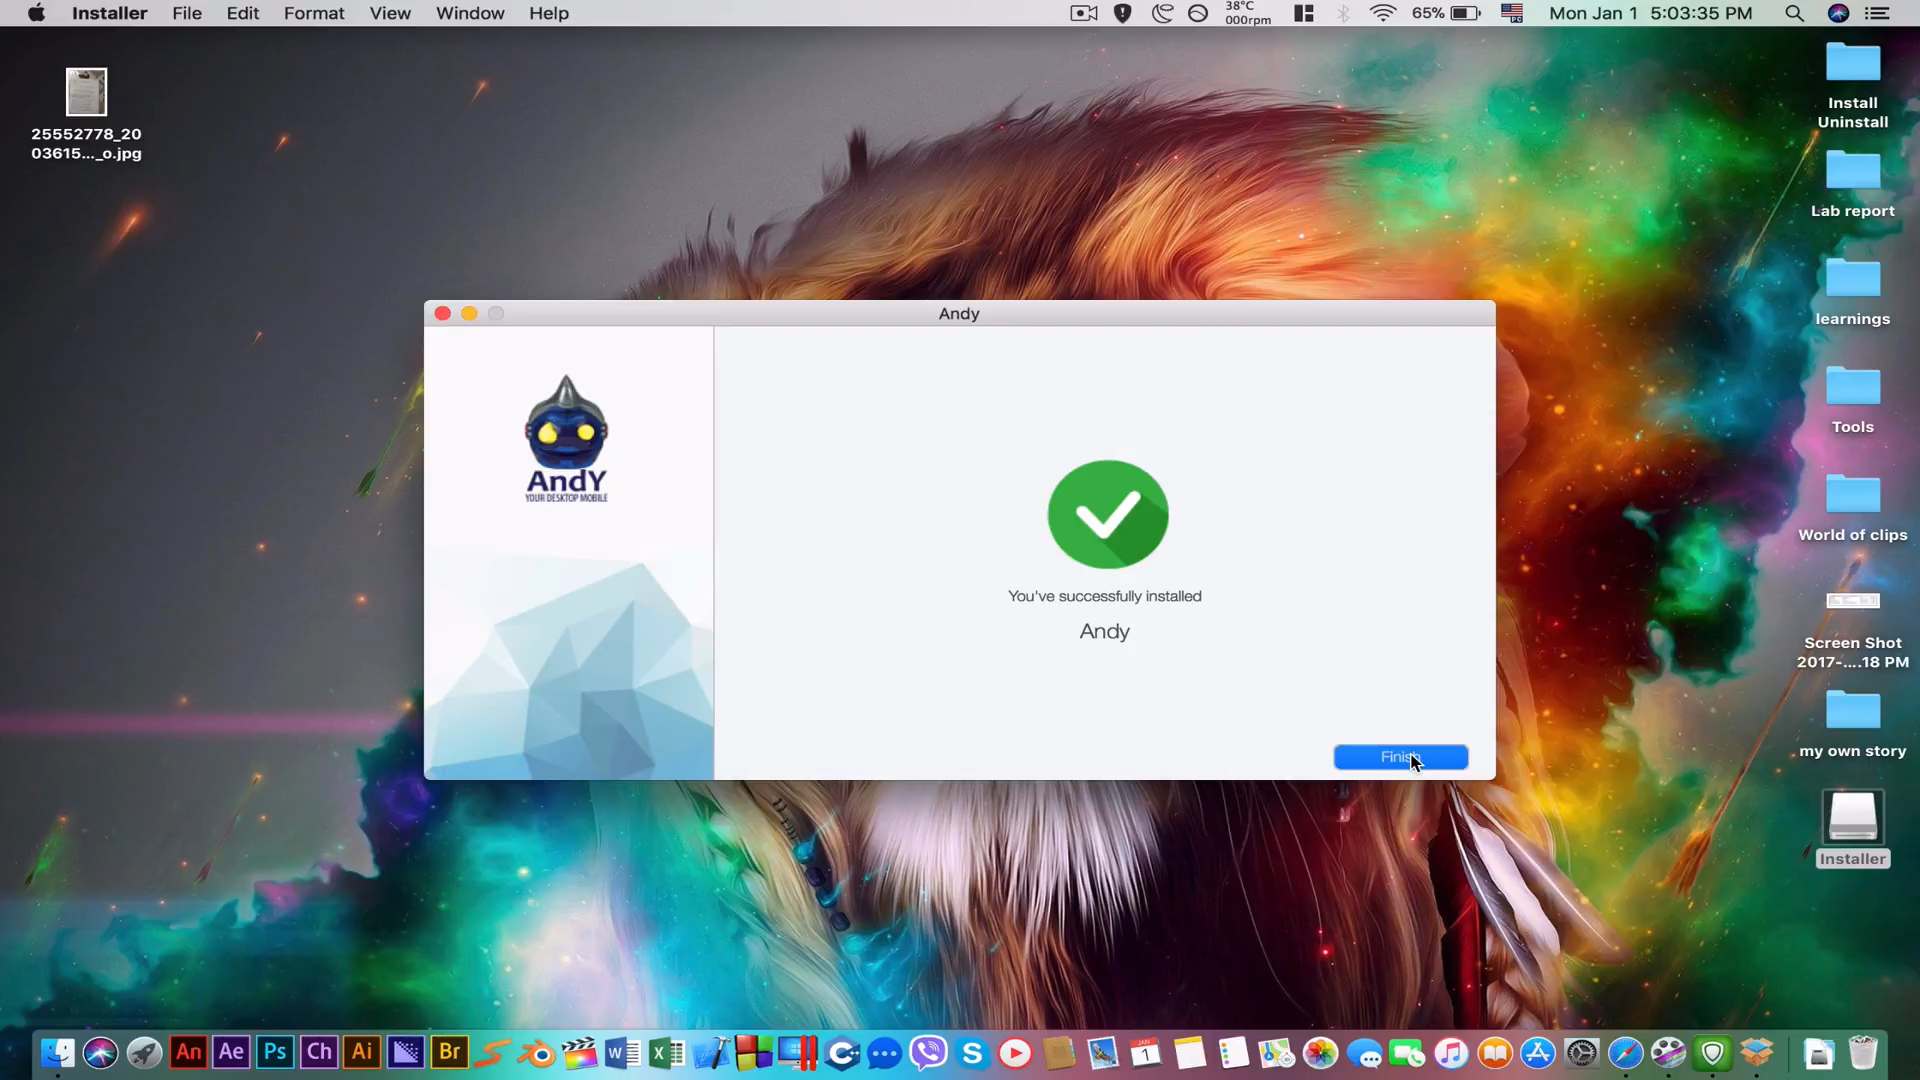 Installer File Edit Format View Window Help
38°C
000rpm
65%
Mon Jan 1 5:03:35 PM
25552778_20
03615..._o.jpg
Install
Uninstall
Lab report
learnings
Tools
World of clips
Screen Shot
2017-....18 PM
my own story
Installer
Andy
AndY
YOUR DESKTOP MOBILE
You've successfully installed
Andy
Finish
An Ae Ps Ch Ai Br
JAN
1